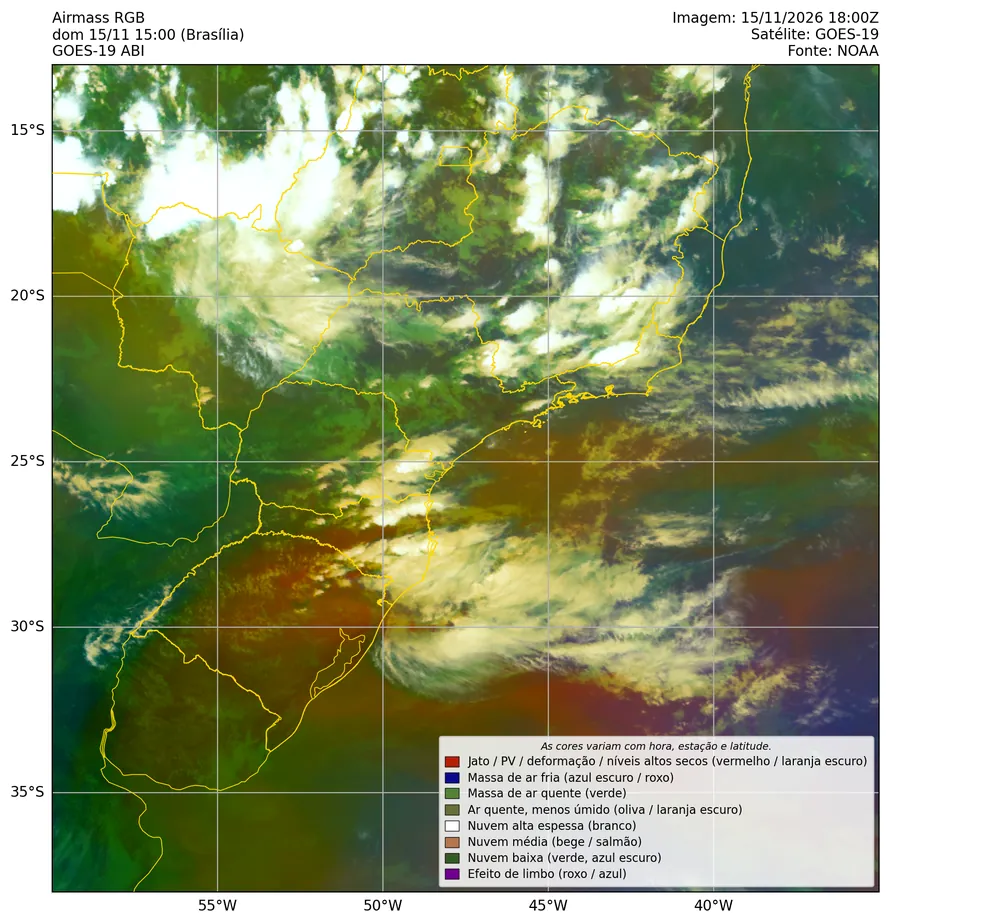 Airmass RGB
dom 15/11 15:00 (Brasília)
GOES-19 ABI
Imagem: 15/11/2026 18:00Z
Satélite: GOES-19
Fonte: NOAA
15°S
20°S
25°S
30°S
35°S
55°W
50°W
45°W
40°W
As cores variam com hora, estação e latitude.
Jato / PV / deformação / níveis altos secos (vermelho / laranja escuro)
Massa de ar fria (azul escuro / roxo)
Massa de ar quente (verde)
Ar quente, menos úmido (oliva / laranja escuro)
Nuvem alta espessa (branco)
Nuvem média (bege / salmão)
Nuvem baixa (verde, azul escuro)
Efeito de limbo (roxo / azul)